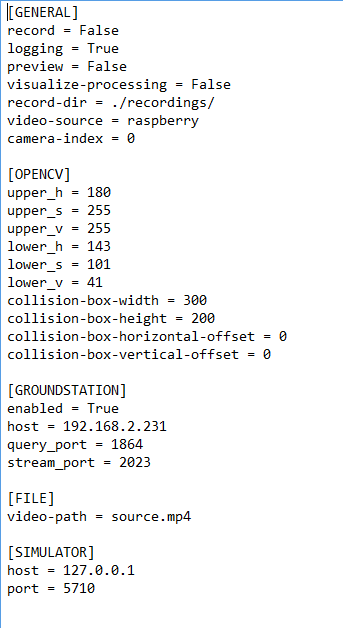 [GENERAL]
record = False
logging = True
preview = False
visualize-processing = False
record-dir = ./recordings/
video-source = raspberry
camera-index = 0

[OPENCV]
upper_h = 180
upper_s = 255
upper_v = 255
lower_h = 143
lower_s = 101
lower_v = 41
collision-box-width = 300
collision-box-height = 200
collision-box-horizontal-offset = 0
collision-box-vertical-offset = 0

[GROUNDSTATION]
enabled = True
host = 192.168.2.231
query_port = 1864
stream_port = 2023

[FILE]
video-path = source.mp4

[SIMULATOR]
host = 127.0.0.1
port = 5710